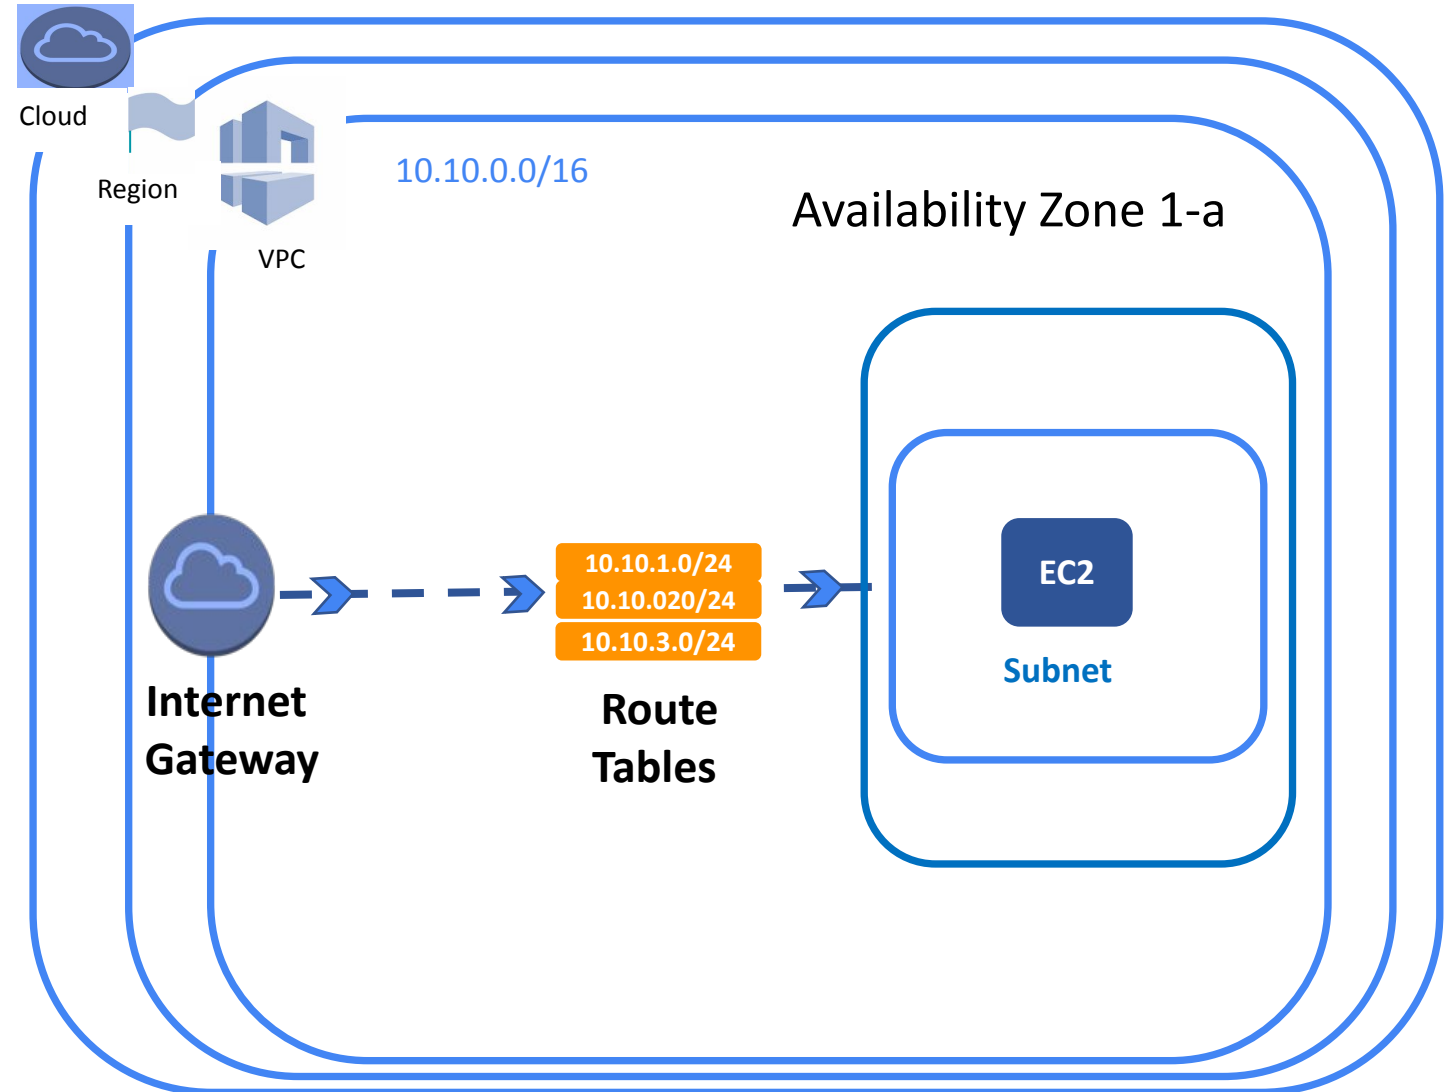 Cloud
Region
VPC
10.10.0.0/16
Availability Zone 1-a
Internet
Gateway
10.10.1.0/24
10.10.020/24
10.10.3.0/24
Route
Tables
EC2
Subnet